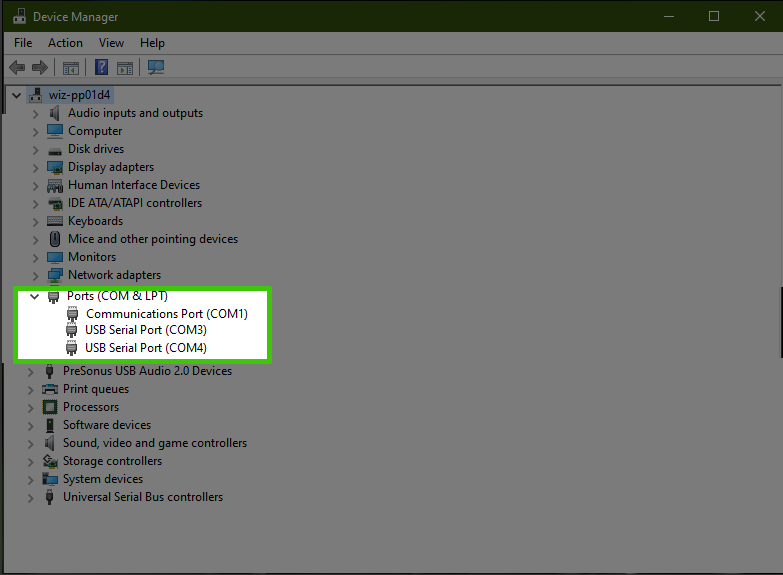 Device Manager
File Action View Help
wiz-pp01d4
Audio inputs and outputs
Computer
Disk drives
Display adapters
Human Interface Devices
IDE ATA/ATAPI controllers
Keyboards
Mice and other pointing devices
Monitors
Network adapters
Ports (COM & LPT)
Communications Port (COM1)
USB Serial Port (COM3)
USB Serial Port (COM4)
PreSonus USB Audio 2.0 Devices
Print queues
Processors
Software devices
Sound, video and game controllers
Storage controllers
System devices
Universal Serial Bus controllers